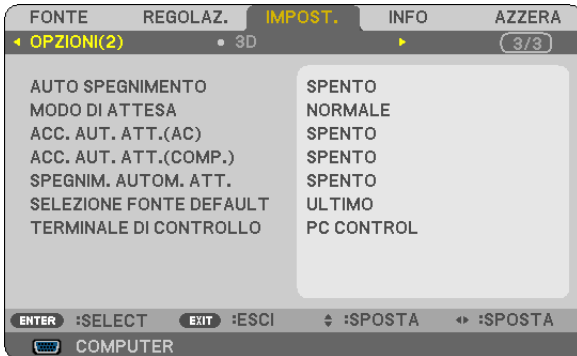 FONTE REGOLAZ. IMPOST. INFO AZZERA
OPZIONI(2) 3D 3/3
AUTO SPEGNIMENTO SPENTO
MODO DI ATTESA NORMALE
ACC. AUT. ATT.(AC) SPENTO
ACC. AUT. ATT.(COMP.) SPENTO
SPEGNIM. AUTOM. ATT. SPENTO
SELEZIONE FONTE DEFAULT ULTIMO
TERMINALE DI CONTROLLO PC CONTROL
ENTER :SELECT EXIT :ESCI :SPOSTA :SPOSTA
COMPUTER